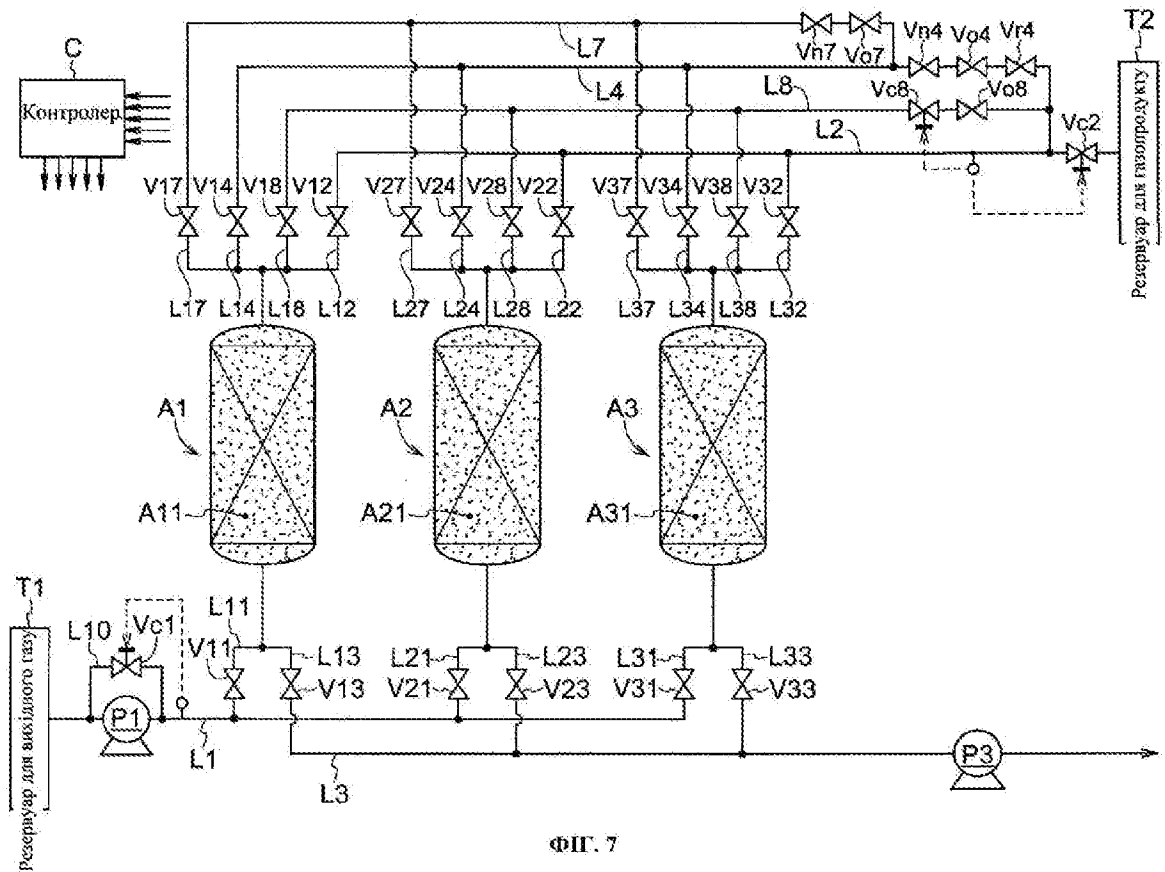 L7
Vn7
Vo7
Vn4
Vo4
Vr4
T2
C
Контролер
L4
L8
Vc8
Vo8
L2
Vc2
Резервуар для газопродукту
V17
V14
V18
V12
V27
V24
V28
V22
V37
V34
V38
V32
L17
L14
L18
L12
L27
L24
L28
L22
L37
L34
L38
L32
A1
A2
A3
A11
A21
A31
T1
Резервуар для вихідного газу
L10
Vc1
L11
V11
L13
V13
L21
V21
L23
V23
L31
V31
L33
V33
P1
L1
L3
P3
ФІГ. 7